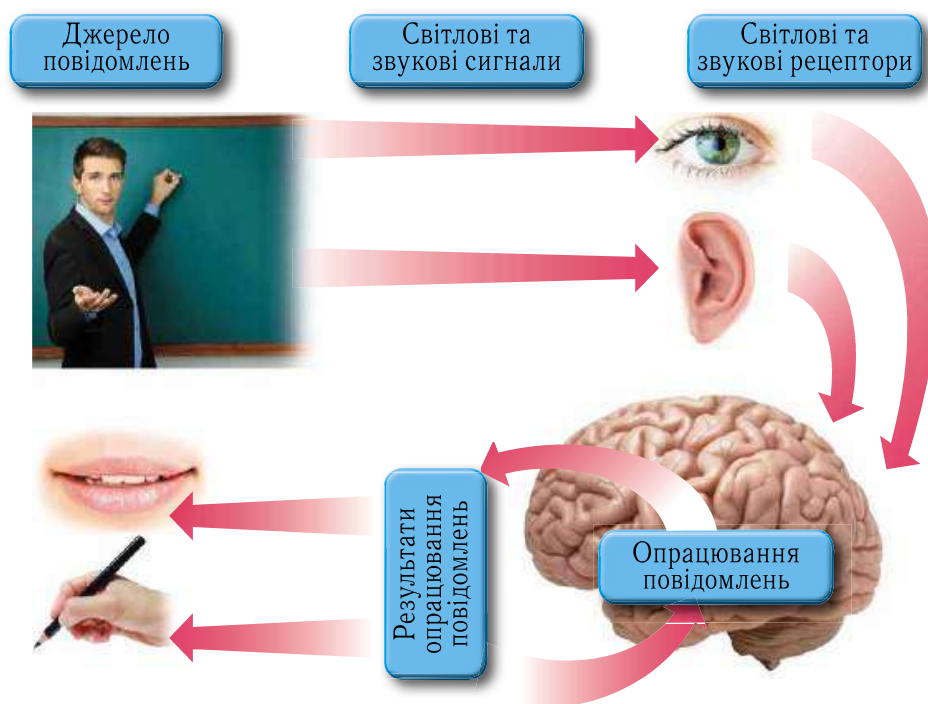 Джерело
повідомлень
Світлові та
звукові сигнали
Світлові та
звукові рецептори
Результати
опрацювання
повідомлень
Опрацювання
повідомлень